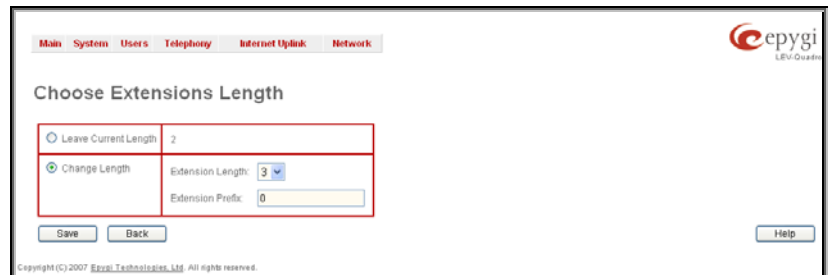 Main System Users Telephony Internet Uplink Network
epygi
LEV-Quadro
Choose Extensions Length
Leave Current Length 2
Change Length Extension Length: 3
Extension Prefix: 0
Save Back Help
Copyright (C) 2007 Epygi Technologies, Ltd. All rights reserved.